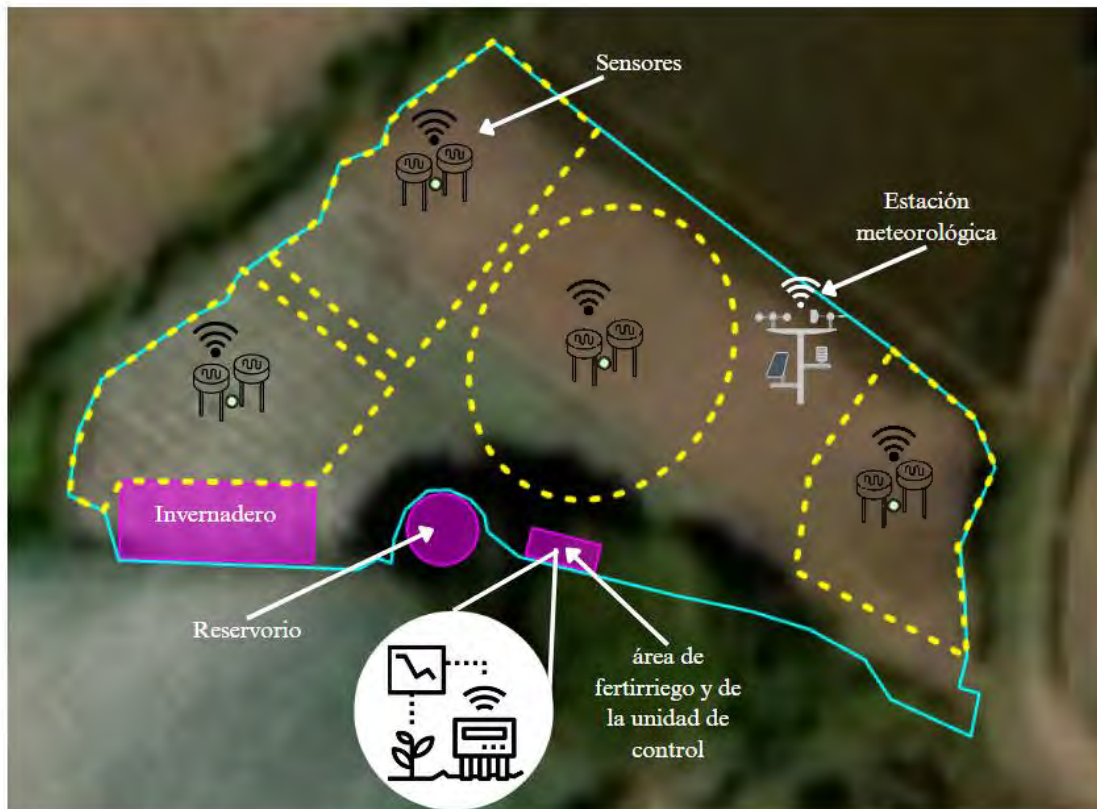 Sensores
Estación
meteorológica
Invernadero
Reservorio
área de
fertirriego y de
la unidad de
control